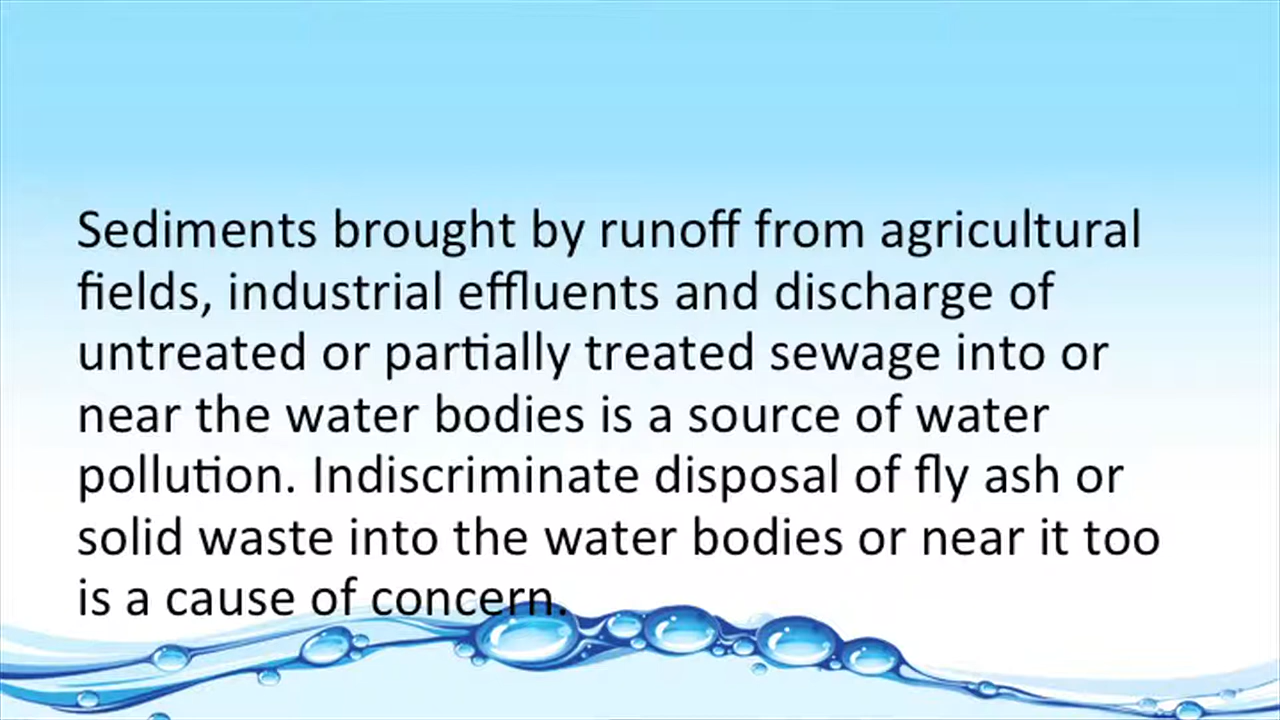 Sediments brought by runoff from agricultural
fields, industrial effluents and discharge of
untreated or partially treated sewage into or
near the water bodies is a source of water
pollution. Indiscriminate disposal of fly ash or
solid waste into the water bodies or near it too
is a cause of concern.